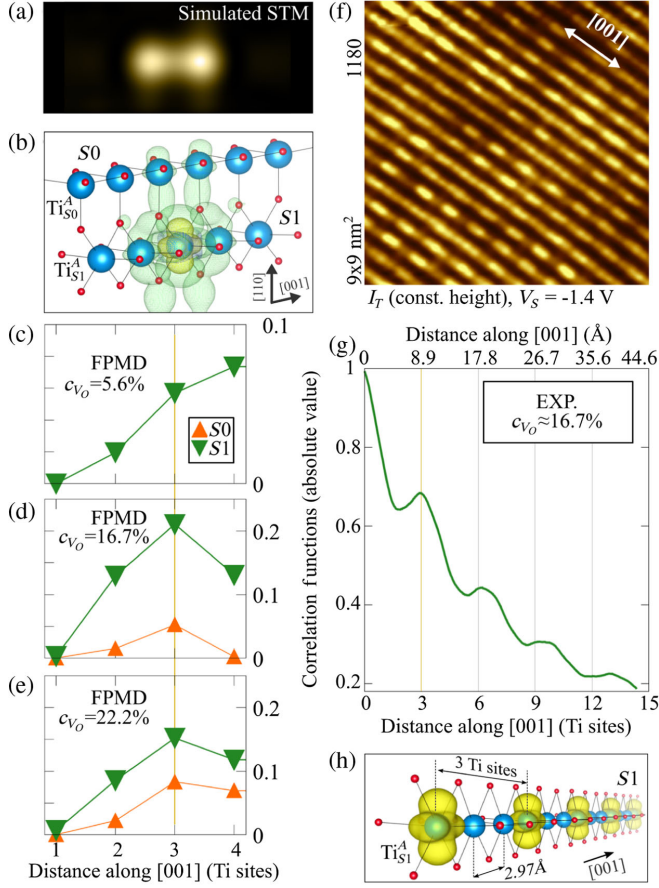 (a)
Simulated STM
(b)
S0
S1
Ti^A_S0
Ti^A_S1
[110]
[001]
(c)
0.1
FPMD
c_VO=5.6%
S0
S1
0
(d)
FPMD
c_VO=16.7%
0.2
0.1
0
(e)
FPMD
c_VO=22.2%
0.2
0.1
0
1 2 3 4
Distance along [001] (Ti sites)
(f)
[001]
1180
9x9 nm²
I_T (const. height), V_S = -1.4 V
(g)
Distance along [001] (Å)
0 8.9 17.8 26.7 35.6 44.6
Correlation functions (absolute value)
1
0.8
0.6
0.4
0.2
EXP.
c_VO≈16.7%
0 3 6 9 12 15
Distance along [001] (Ti sites)
(h)
3 Ti sites
S1
Ti^A_S1
2.97Å
[001]